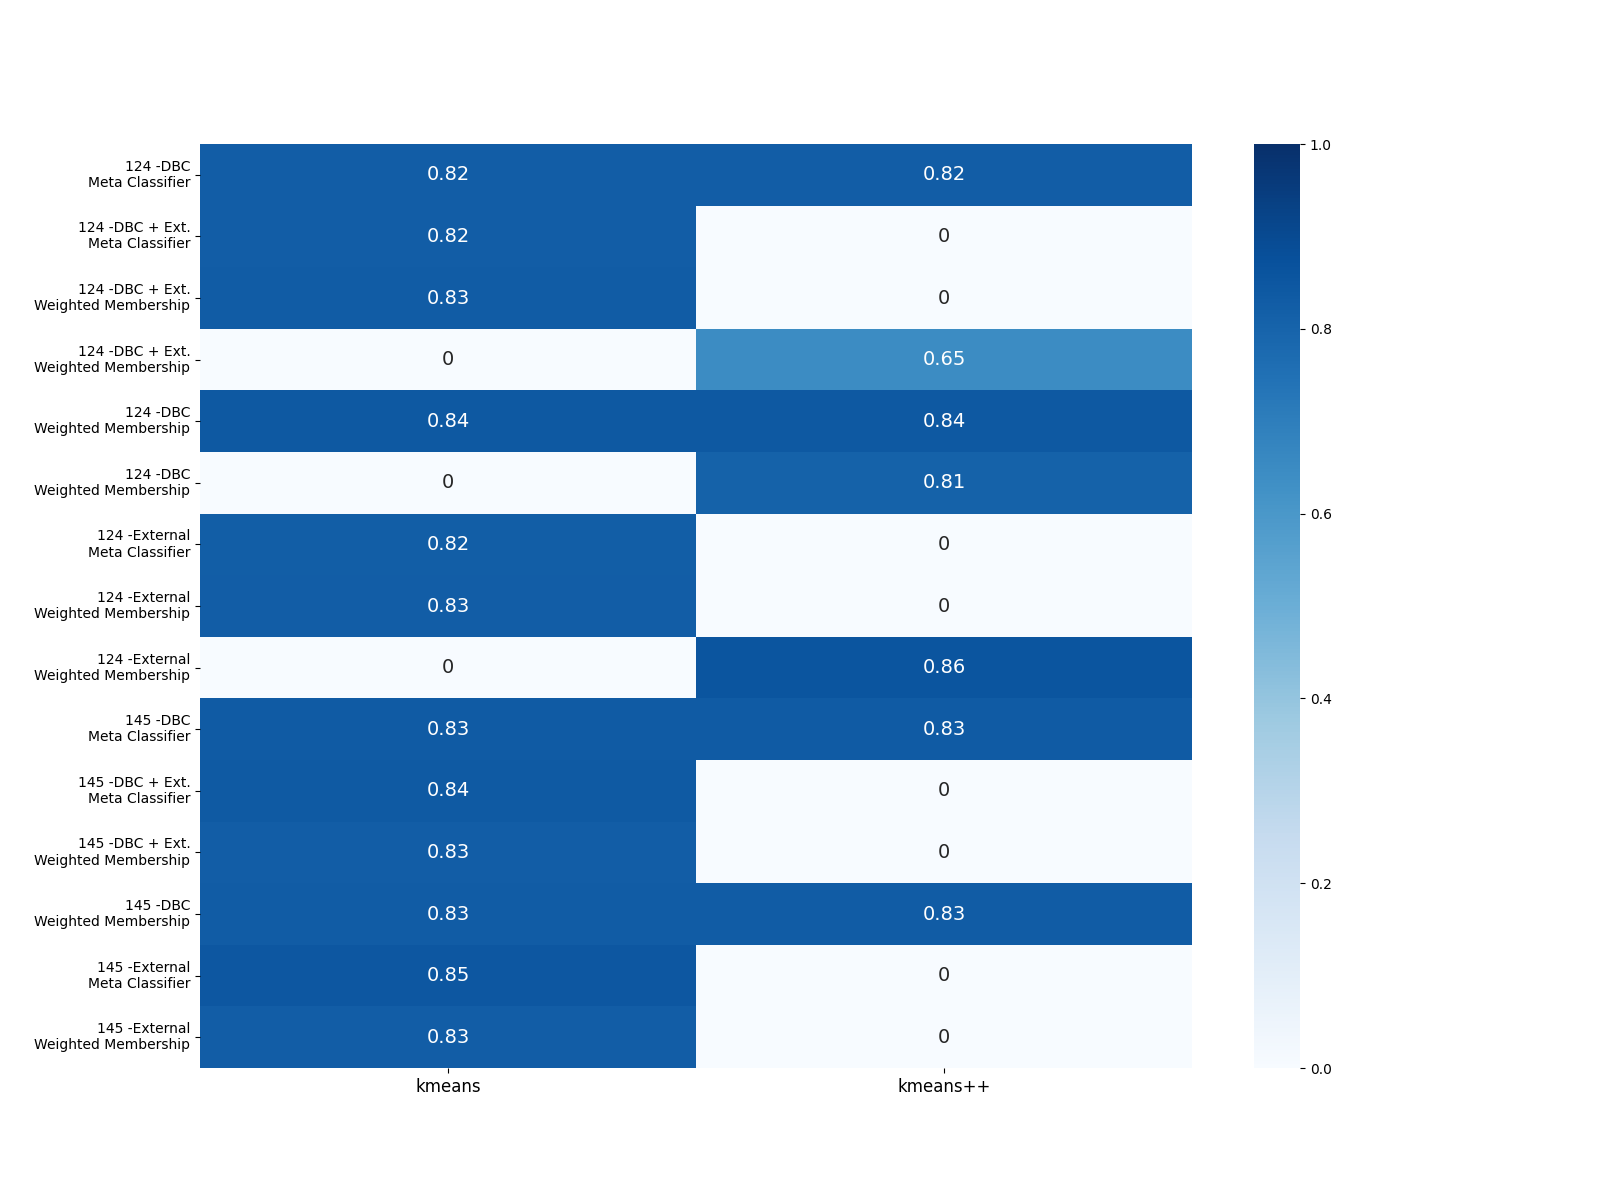 124 -DBC
Meta Classifier
0.82 0.82
124 -DBC + Ext.
Meta Classifier
0.82 0
124 -DBC + Ext.
Weighted Membership
0.83 0
124 -DBC + Ext.
Weighted Membership
0 0.65
124 -DBC
Weighted Membership
0.84 0.84
124 -DBC
Weighted Membership
0 0.81
124 -External
Meta Classifier
0.82 0
124 -External
Weighted Membership
0.83 0
124 -External
Weighted Membership
0 0.86
145 -DBC
Meta Classifier
0.83 0.83
145 -DBC + Ext.
Meta Classifier
0.84 0
145 -DBC + Ext.
Weighted Membership
0.83 0
145 -DBC
Weighted Membership
0.83 0.83
145 -External
Meta Classifier
0.85 0
145 -External
Weighted Membership
0.83 0
kmeans kmeans++
1.0
0.8
0.6
0.4
0.2
0.0